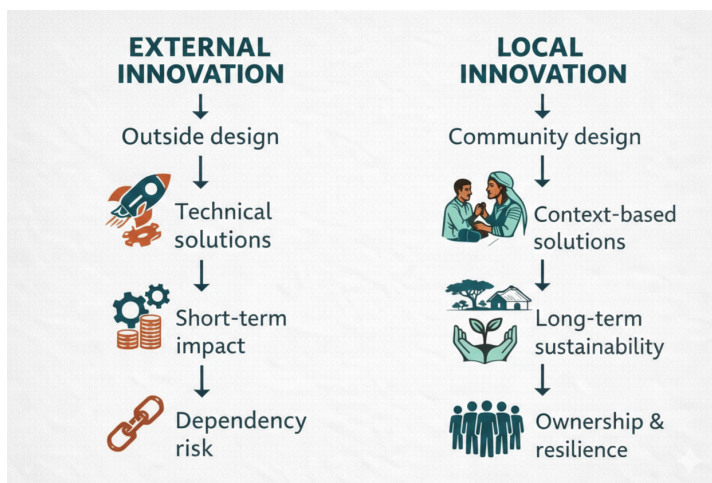 EXTERNAL
INNOVATION
Outside design
Technical
solutions
Short-term
impact
Dependency
risk
LOCAL
INNOVATION
Community design
Context-based
solutions
Long-term
sustainability
Ownership &
resilience